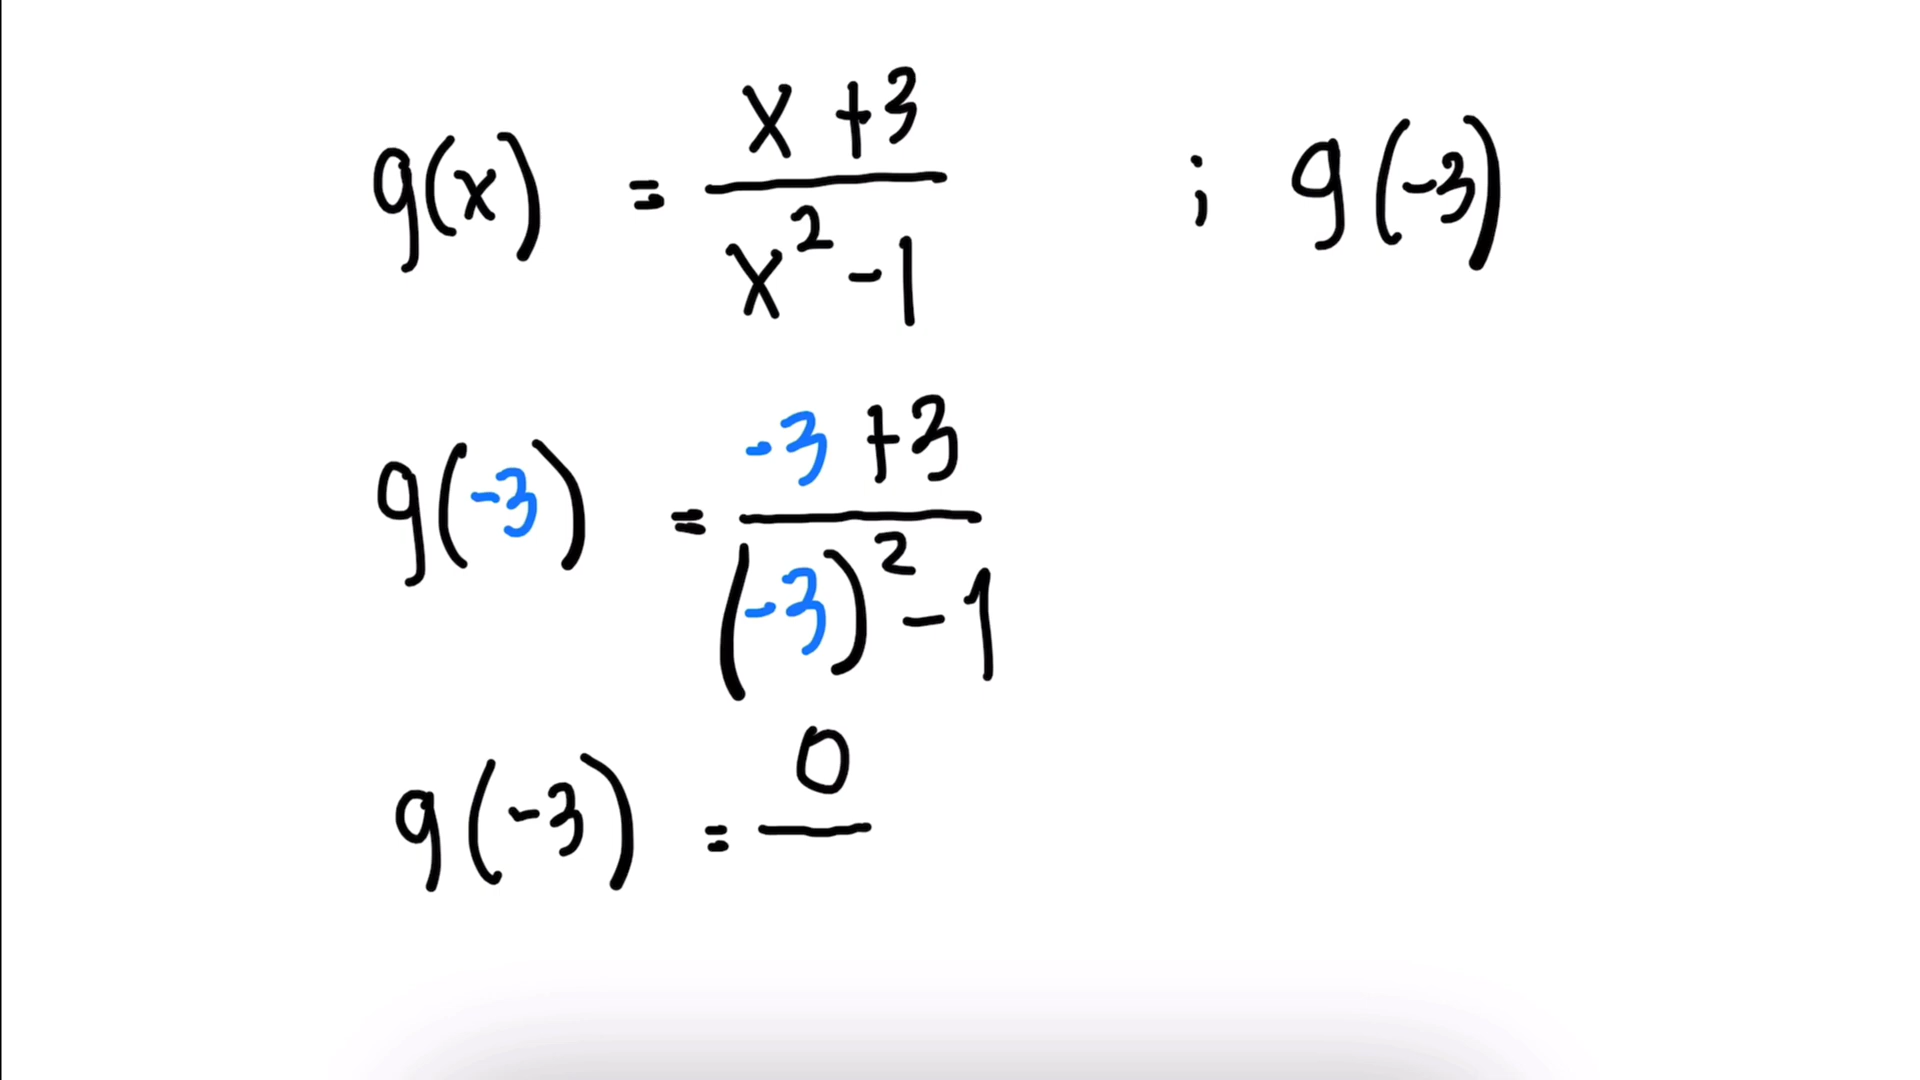 g(x) = (x + 3)/(x² - 1) ; g(-3)
g(-3) = (-3 + 3)/((-3)² - 1)
g(-3) = 0/